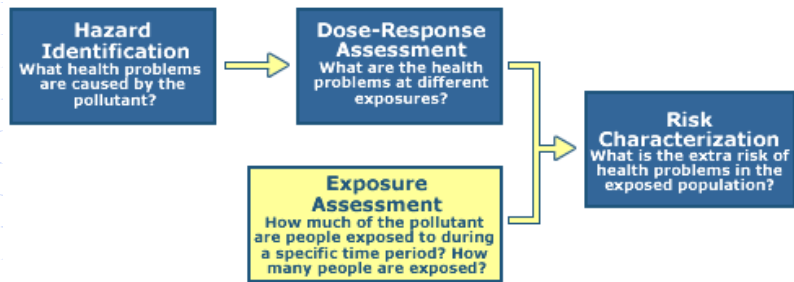 Hazard
Identification
What health problems
are caused by the
pollutant?
Dose-Response
Assessment
What are the health
problems at different
exposures?
Exposure
Assessment
How much of the pollutant
are people exposed to during
a specific time period? How
many people are exposed?
Risk
Characterization
What is the extra risk of
health problems in the
exposed population?